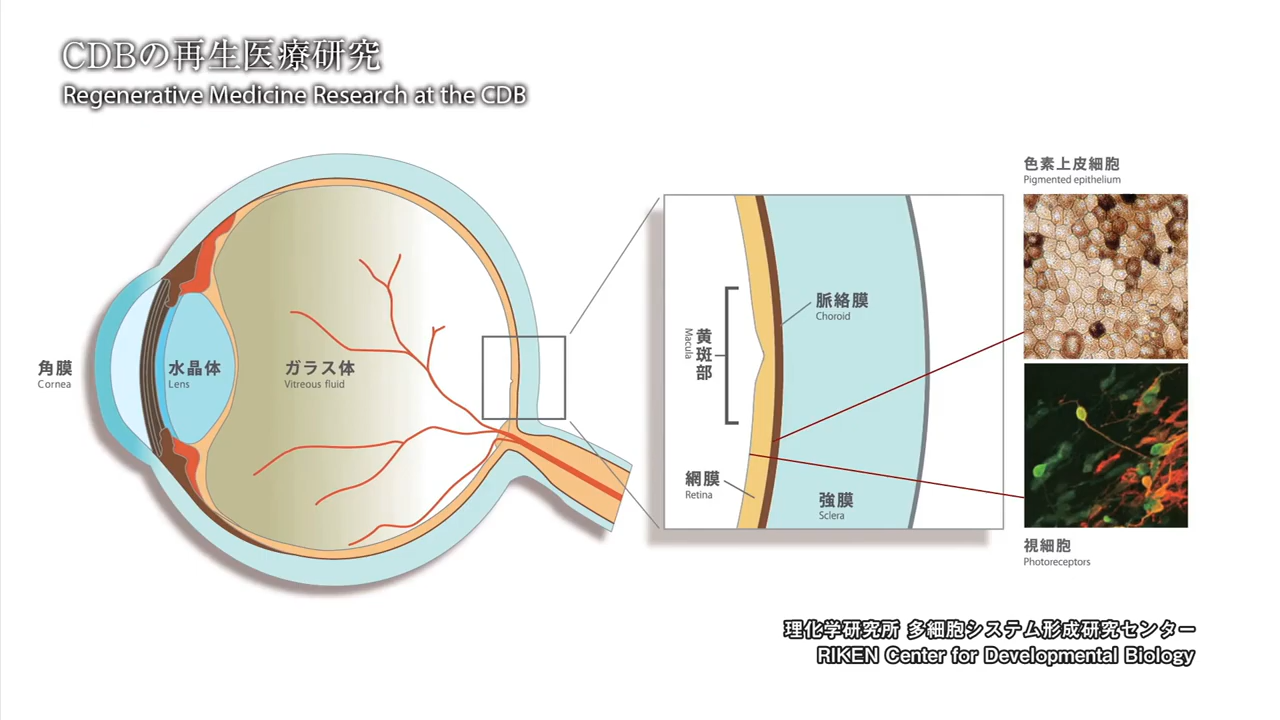 CDBの再生医療研究
Regenerative Medicine Research at the CDB
角膜
Cornea
水晶体
Lens
ガラス体
Vitreous fluid
黄斑部
Macula
脈絡膜
Choroid
網膜
Retina
強膜
Sclera
色素上皮細胞
Pigmented epithelium
視細胞
Photoreceptors
理化学研究所 多細胞システム形成研究センター
RIKEN Center for Developmental Biology